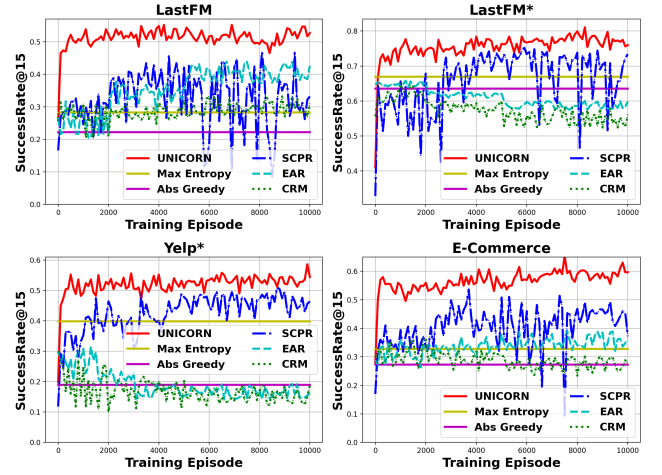 LastFM
SuccessRate@15
0.5
0.4
0.3
0.2
0.1
0.0
UNICORN SCPR
Max Entropy EAR
Abs Greedy CRM
0 2000 4000 6000 8000 10000
Training Episode
LastFM*
SuccessRate@15
0.8
0.7
0.6
0.5
0.4
UNICORN SCPR
Max Entropy EAR
Abs Greedy CRM
0 2000 4000 6000 8000 10000
Training Episode
Yelp*
SuccessRate@15
0.6
0.5
0.4
0.3
0.2
0.1
0.0
UNICORN SCPR
Max Entropy EAR
Abs Greedy CRM
0 2000 4000 6000 8000 10000
Training Episode
E-Commerce
SuccessRate@15
0.6
0.5
0.4
0.3
0.2
0.1
0.0
UNICORN SCPR
Max Entropy EAR
Abs Greedy CRM
0 2000 4000 6000 8000 10000
Training Episode